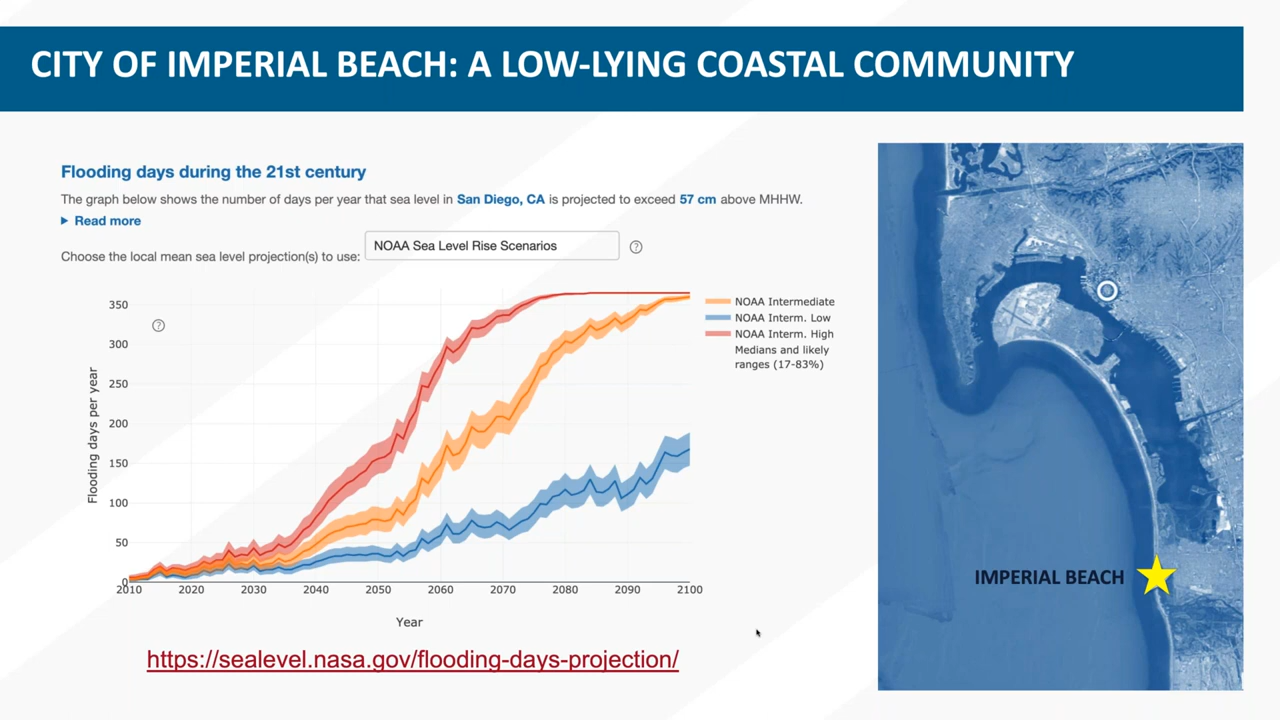 CITY OF IMPERIAL BEACH: A LOW-LYING COASTAL COMMUNITY
Flooding days during the 21st century
The graph below shows the number of days per year that sea level in San Diego, CA is projected to exceed 57 cm above MHHW.
▶ Read more
Choose the local mean sea level projection(s) to use: NOAA Sea Level Rise Scenarios ?
?
Flooding days per year
350
300
250
200
150
100
50
0
2010 2020 2030 2040 2050 2060 2070 2080 2090 2100
Year
NOAA Intermediate
NOAA Interm. Low
NOAA Interm. High
Medians and likely
ranges (17-83%)
https://sealevel.nasa.gov/flooding-days-projection/
IMPERIAL BEACH